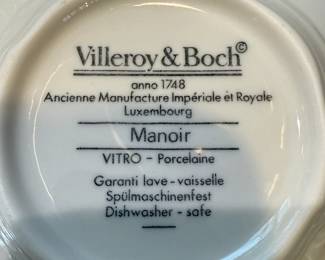 Villeroy & Boch©
anno 1748
Ancienne Manufacture Impériale et Royale
Luxembourg
Manoir
VITRO – Porcelaine
Garanti lave - vaisselle
Spülmaschinenfest
Dishwasher - safe